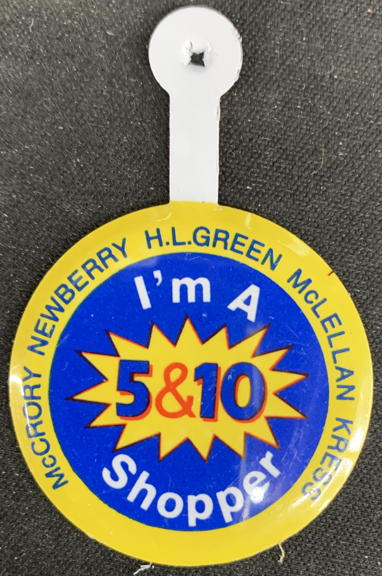 McCRORY NEWBERRY H.L.GREEN McLELLAN KRESS
I'm A
5&10
Shopper